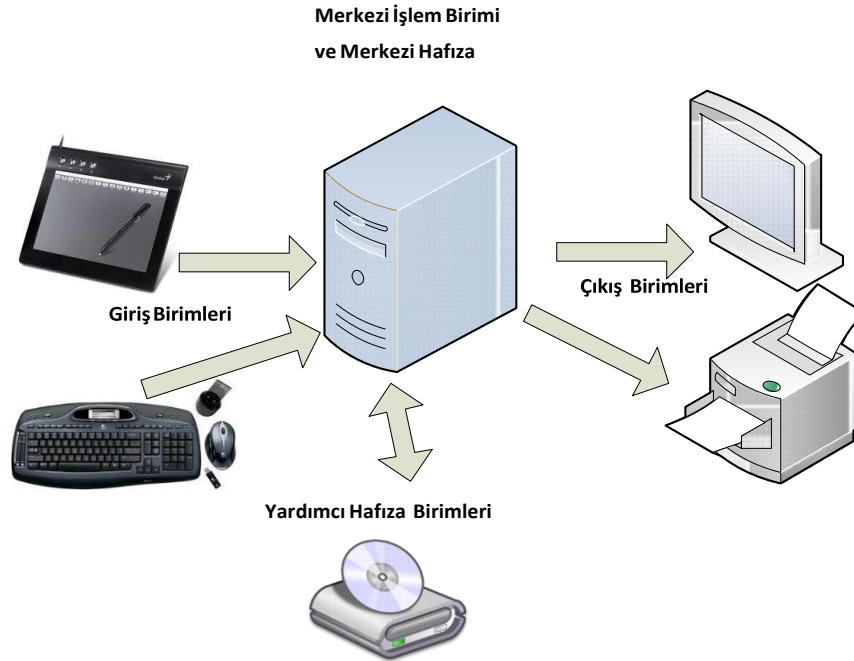 Merkezi İşlem Birimi
ve Merkezi Hafıza
Giriş Birimleri
Çıkış Birimleri
Yardımcı Hafıza Birimleri